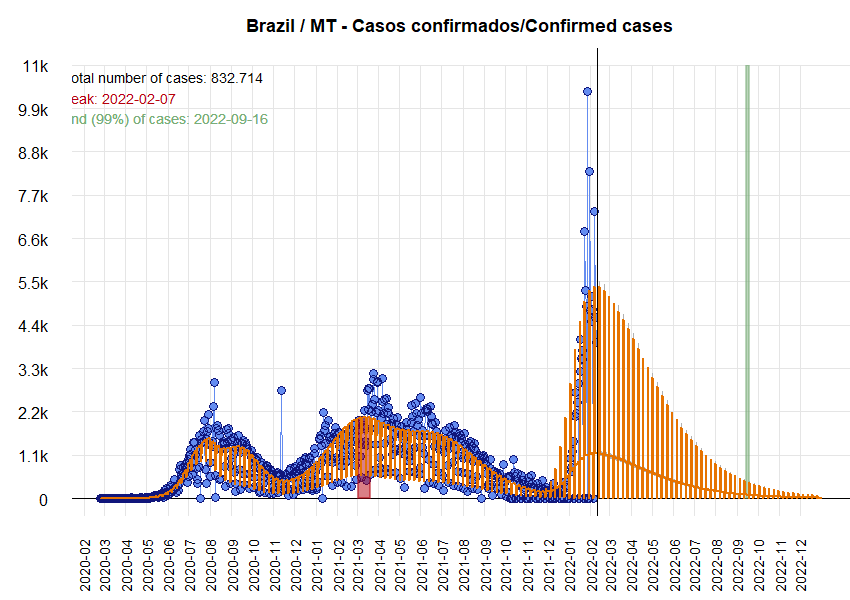 Brazil / MT - Casos confirmados/Confirmed cases
11k
otal number of cases: 832.714
eak: 2022-02-07
9.9k
nd (99%) of cases: 2022-09-16
8.8k
7.7k
6.6k
5.5k
4.4k
3.3k
2.2k
1.1k
0
2020-02
2020-03
2020-04
2020-05
2020-06
2020-07
2020-08
2020-09
2020-10
2020-11
2020-12
2021-01
2021-02
2021-03
2021-04
2021-05
2021-06
2021-07
2021-08
2021-09
2021-10
2021-11
2021-12
2022-01
2022-02
2022-03
2022-04
2022-05
2022-06
2022-07
2022-08
2022-09
2022-10
2022-11
2022-12